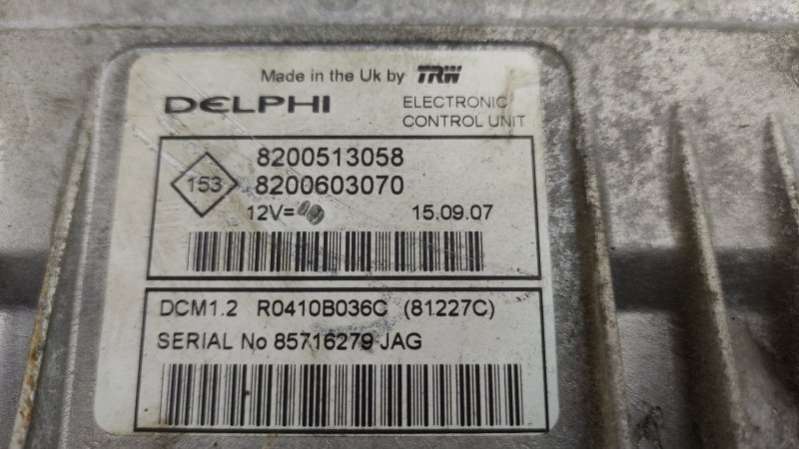 Made in the Uk by TRW
DELPHI ELECTRONIC
CONTROL UNIT
8200513058
153 8200603070
12V= 15.09.07
DCM1.2 R0410B036C (81227C)
SERIAL No 85716279 JAG